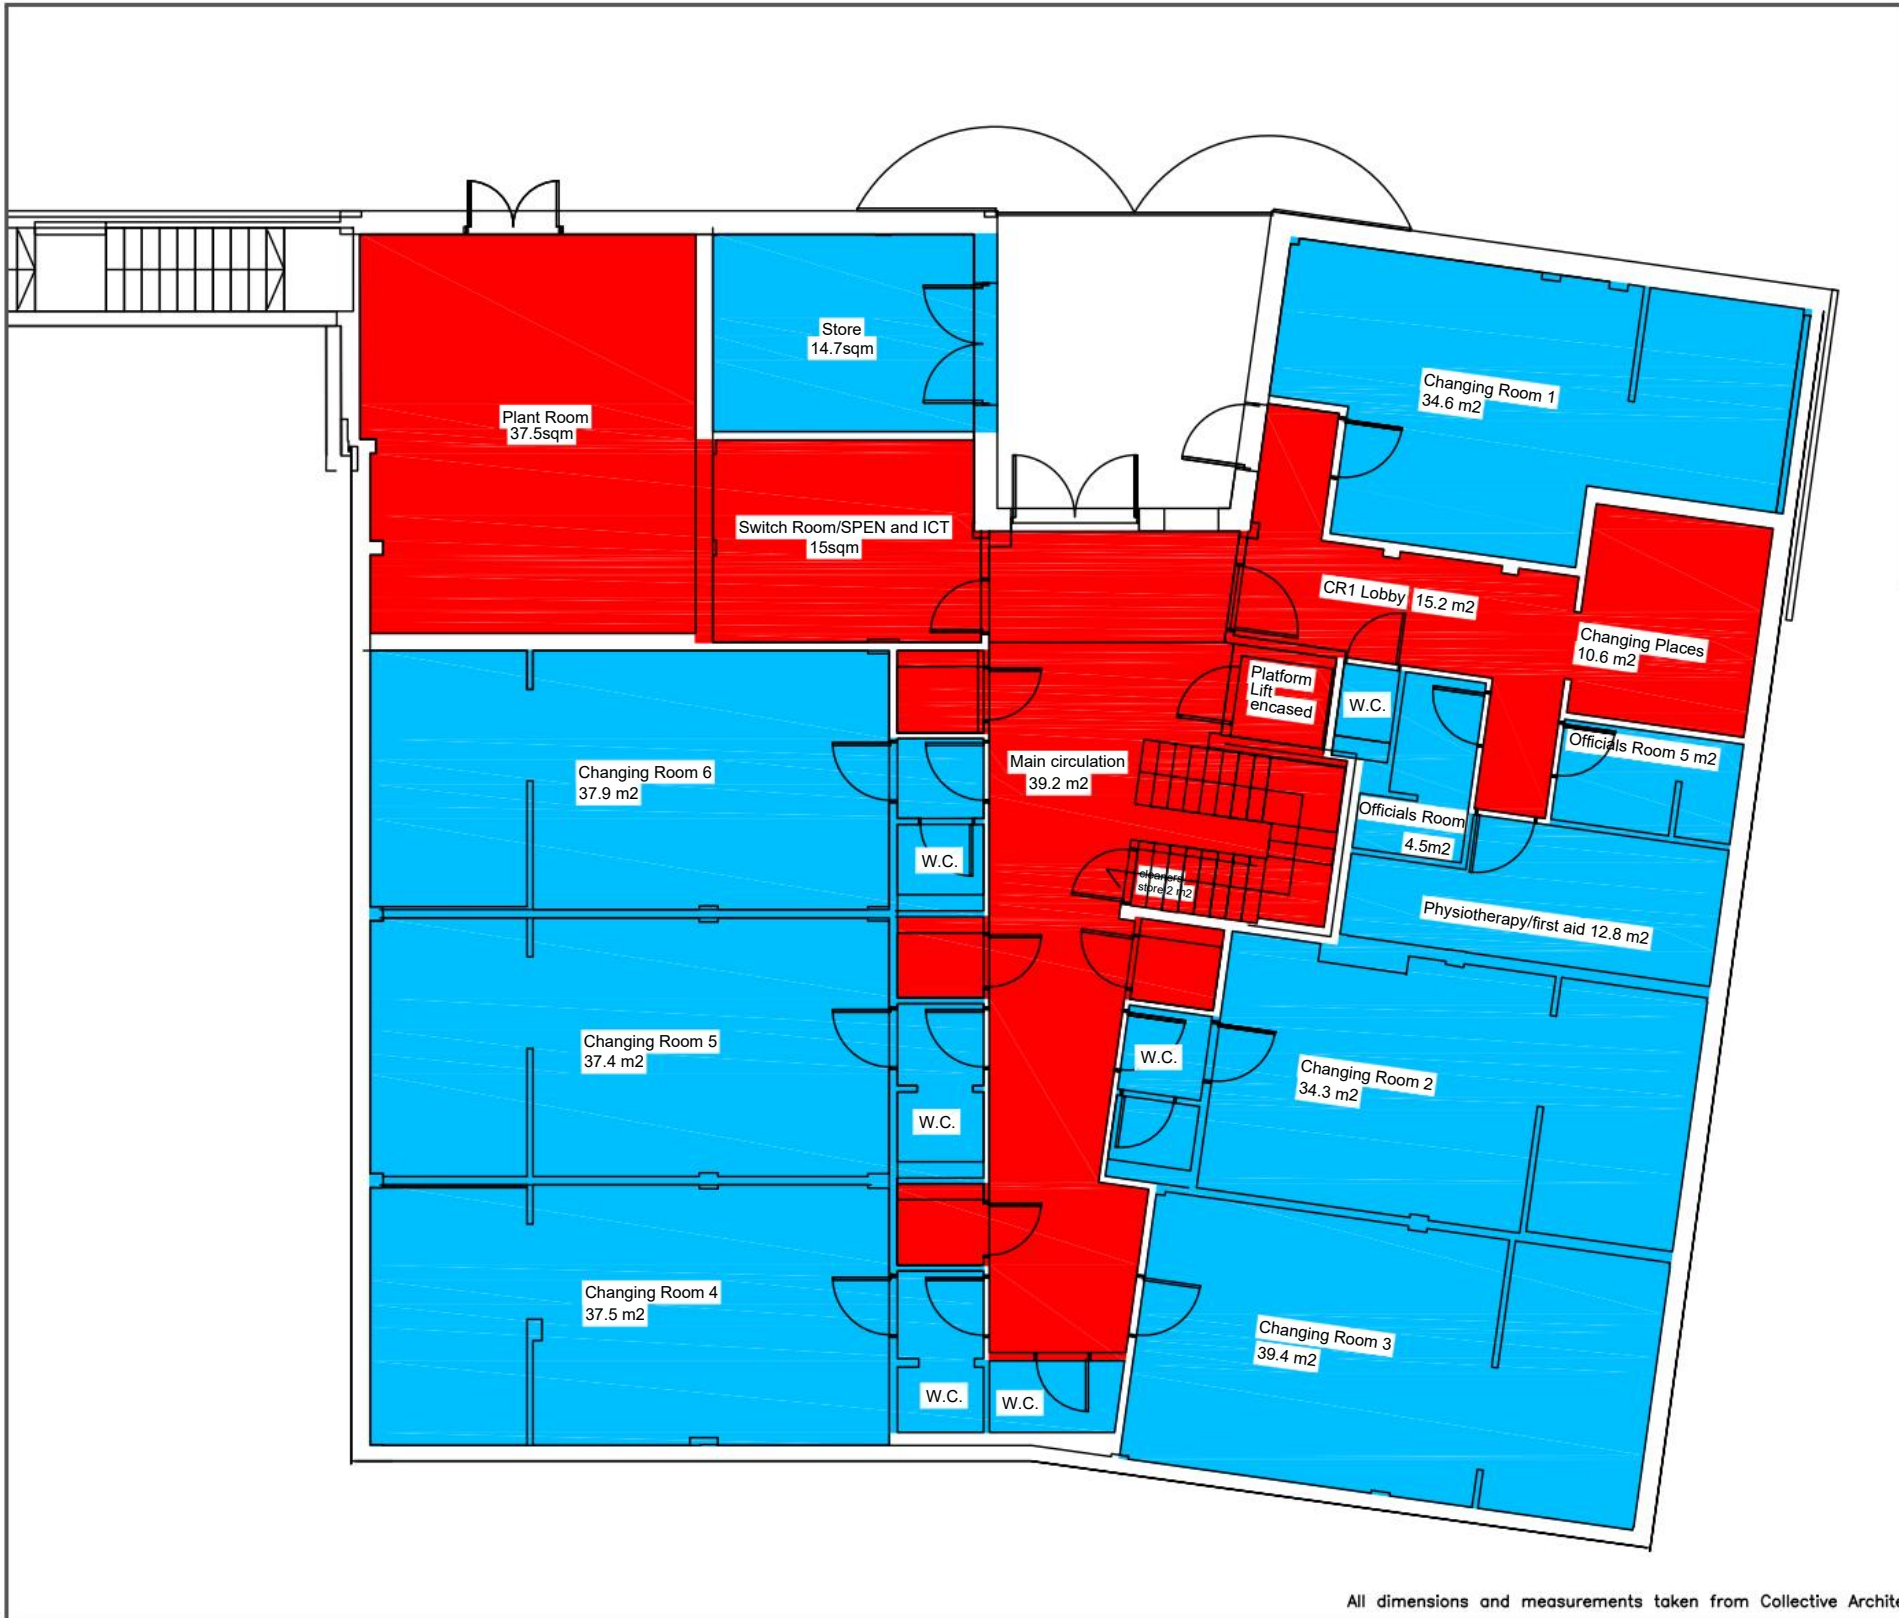 Store
14.7sqm
Plant Room
37.5sqm
Changing Room 1
34.6 m2
Switch Room/SPEN and ICT
15sqm
CR1 Lobby 15.2 m2
Changing Places
10.6 m2
Platform
Lift
encased
W.C.
Officials Room 5 m2
Main circulation
39.2 m2
Changing Room 6
37.9 m2
Officials Room
4.5m2
W.C.
cleaners
store 2 m2
Physiotherapy/first aid 12.8 m2
Changing Room 5
37.4 m2
W.C.
Changing Room 2
34.3 m2
W.C.
Changing Room 4
37.5 m2
Changing Room 3
39.4 m2
W.C.
W.C.
All dimensions and measurements taken from Collective